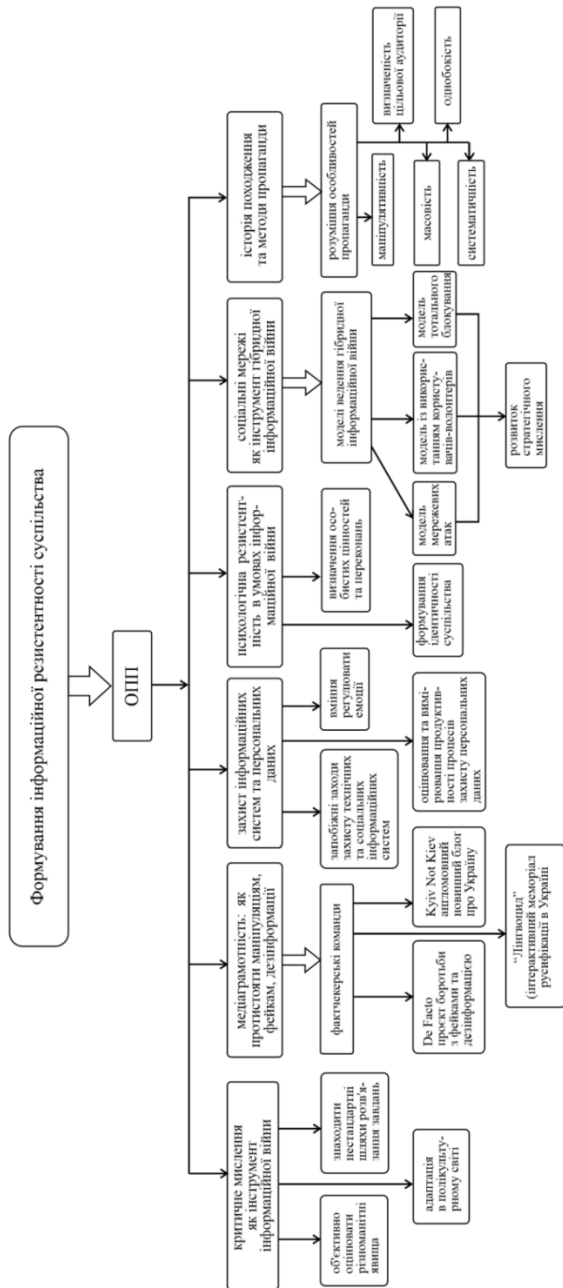 Формування інформаційної резистентності суспільства
ОПП
критичне мислення
як інструмент
інформаційної війни
медіаграмотність: як
протистояти маніпуляціям,
фейкам, дезінформації
захист інформаційних
систем та персональних
даних
психологічна резистент-
ність в умовах інфор-
маційної війни
соціальні мережі
як інструмент гібридної
інформаційної війни
історія походження
та методи пропаганди
об'єктивно
оцінювати
різноманітні
явища
знаходити
нестандартні
шляхи розв'я-
зання завдань
адаптація
в полікульту-
рному світі
фактчекерські команди
De Facto
проєкт боротьби
з фейками та
дезінформацією
Kyiv Not Kiev
англомовний
новинний блог
про Україну
"Лінгвоцид"
(інтерактивний меморіал
русифікації в Україні
запобіжні заходи
захисту технічних
та соціальних
інформаційних
систем
вміння
регулювати
емоції
оцінювання та вимі-
рювання продуктив-
ності процесів
захисту персональних
даних
визначення осо-
бистих цінностей
та переконань
формування
ідентичності
суспільства
моделі ведення гібридної
інформаційної війни
модель
мережевих
атак
модель із викорис-
танням користу-
вачів-волонтерів
модель
тотального
блокування
розвиток
стратегічного
мислення
розуміння особливостей
пропаганди
маніпулятивність
масовість
систематичність
визначеність
цільової аудиторії
однобокість